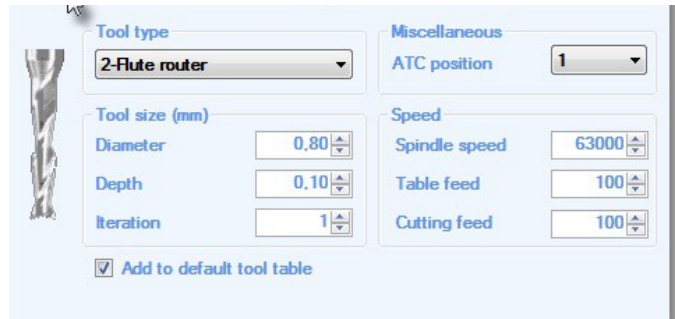 Tool type
2-Flute router
Miscellaneous
ATC position 1
Tool size (mm)
Diameter 0,80
Depth 0,10
Iteration 1
Speed
Spindle speed 63000
Table feed 100
Cutting feed 100
Add to default tool table